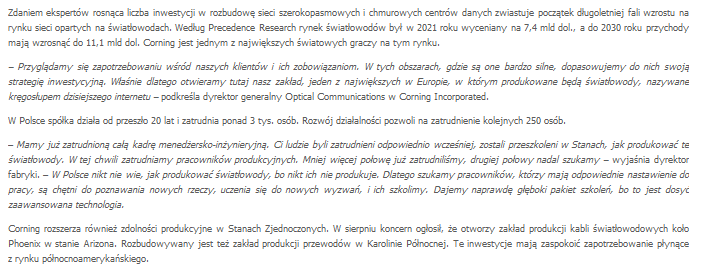 Zdaniem ekspertów rosnąca liczba inwestycji w rozbudowę sieci szerokopasmowych i chmurowych centrów danych zwiastuje początek długoletniej fali wzrostu na
rynku sieci opartych na światłowodach. Według Precedence Research rynek światłowodów był w 2021 roku wyceniany na 7,4 mld dol., a do 2030 roku przychody
mają wzrosnąć do 11,1 mld dol. Corning jest jednym z największych światowych graczy na tym rynku.
– Przyglądamy się zapotrzebowaniu wśród naszych klientów i ich zobowiązaniom. W tych obszarach, gdzie są one bardzo silne, dopasowujemy do nich swoją
strategię inwestycyjną. Właśnie dlatego otwieramy tutaj nasz zakład, jeden z największych w Europie, w którym produkowane będą światłowody, nazywane
kręgosłupem dzisiejszego internetu – podkreśla dyrektor generalny Optical Communications w Corning Incorporated.
W Polsce spółka działa od przeszło 20 lat i zatrudnia ponad 3 tys. osób. Rozwój działalności pozwoli na zatrudnienie kolejnych 250 osób.
– Mamy już zatrudnioną całą kadrę menedżersko-inżynieryjną. Ci ludzie byli zatrudnieni odpowiednio wcześniej, zostali przeszkoleni w Stanach, jak produkować te
światłowody. W tej chwili zatrudniamy pracowników produkcyjnych. Mniej więcej połowę już zatrudniliśmy, drugiej połowy nadal szukamy – wyjaśnia dyrektor
fabryki. – W Polsce nikt nie wie, jak produkować światłowody, bo nikt ich nie produkuje. Dlatego szukamy pracowników, którzy mają odpowiednie nastawienie do
pracy, są chętni do poznawania nowych rzeczy, uczenia się do nowych wyzwań, i ich szkolimy. Dajemy naprawdę głęboki pakiet szkoleń, bo to jest dosyć
zaawansowana technologia.
Corning rozszerza również zdolności produkcyjne w Stanach Zjednoczonych. W sierpniu koncern ogłosił, że otworzy zakład produkcji kabli światłowodowych koło
Phoenix w stanie Arizona. Rozbudowywany jest też zakład produkcji przewodów w Karolinie Północnej. Te inwestycje mają zaspokoić zapotrzebowanie płynące
z rynku północnoamerykańskiego.